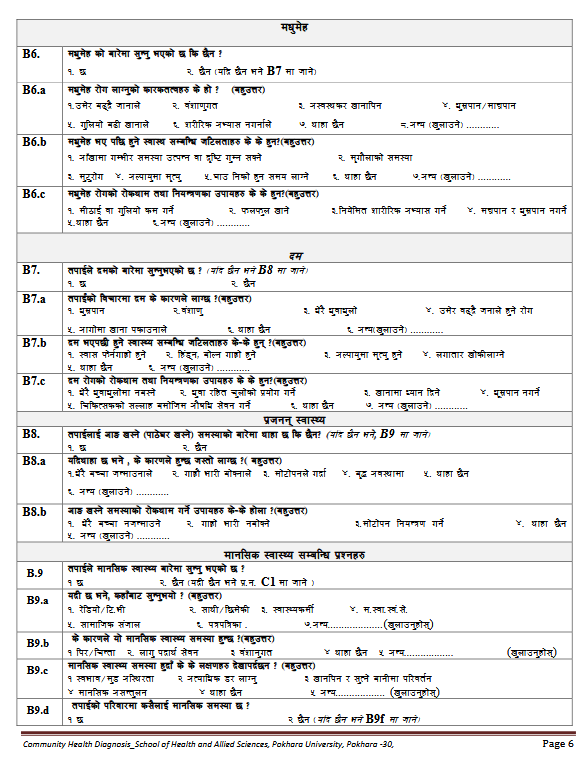 मधुमेह
B6. मधुमेह को बारेमा सुन्नु भएको छ कि छैन ?
१. छ २. छैन (यदि छैन भने B7 मा जाने)
B6.a मधुमेह रोग लाग्नुको कारकतत्वहरु के हो ? (बहुउत्तर)
१.उमेर बढ्दै जानाले २. वंशाणुगत ३. अस्वस्थकर खानापिन ४. धुम्रपान/माद्यपान
५. गुलियो बढी खानाले ६. शारीरिक अभ्यास नगर्नाले ७. थाहा छैन ८.अन्य (खुलाउने) ............
B6.b मधुमेह भए पछि हुने स्वास्थ सम्बन्धि जटिलताहरु के के हुन?(बहुउत्तर)
१. आँखामा गम्भीर समस्या उत्पन्न वा दृष्टि गुम्न सक्ने २. मृगौलाको समस्या
३. मुटुरोग ४. अल्पायुमा मृत्यु ५.घाउ निको हुन समय लाग्ने ६. थाहा छैन ७.अन्य (खुलाउने) ............
B6.c मधुमेह रोगको रोकथाम तथा नियन्त्रणका उपायहरु के के हुन?(बहुउत्तर)
१. मीठाई वा गुलियो कम गर्ने २. फलफुल खाने ३.नियमित शारीरिक अभ्यास गर्ने ४. मद्यपान र धुम्रपान नगर्ने
५.थाहा छैन ६.अन्य (खुलाउने) ............
दम
B7. तपाईले दमको बारेमा सुन्नुभएको छ ? (यदि छैन भने B8 मा जाने)
१. छ २. छैन
B7.a तपाईको विचारमा दम के कारणले लाग्छ ?(बहुउत्तर)
१. धुम्रपान २.वंशाणु ३. धेरै धुवाधुलो ४. उमेर बढ्दै जनाले हुने रोग
५. आगोमा खाना पकाउनाले ६. थाहा छैन ६. अन्य(खुलाउने) ............
B7.b दम भएपछी हुने स्वास्थ्य सम्बन्धि जटिलताहरु के-के हुन् ?(बहुउत्तर)
१. स्वास फेर्नगाह्रो हुने २. हिंड्न, बोल्न गाह्रो हुने ३. अल्पायुमा मृत्यु हुने ४. लगातार खोकीलाग्ने
५. थाहा छैन ६. अन्य (खुलाउने) ............
B7.c दम रोगको रोकथाम तथा नियन्त्रणका उपायहरु के के हुन?(बहुउत्तर)
१. धेरै धुवाधुलोमा नबस्ने २. धुवा रहित चुलोको प्रयोग गर्ने ३. खानामा ध्यान दिने ४. धुम्रपान नगर्ने
५. चिकित्सकको सल्लाह बमोजिम औषधि सेवन गर्ने ६. थाहा छैन ७. अन्य (खुलाउने) ............
प्रजनन् स्वास्थ्य
B8. तपाईलाई आङ खस्ने (पाठेघर खस्ने) समस्याको बारेमा थाहा छ कि छैन? (यदि छैन भने, B9 मा जाने)
१. छ २. छैन
B8.a यदिथाहा छ भने , के कारणले हुन्छ जस्तो लाग्छ ?( बहुउत्तर)
१.धेरै बच्चा जन्माउनाले २. गाह्रौ भारी बोक्नाले ३. मोटोपनले गर्दा ४. बृद्ध अवस्थामा ५. थाहा छैन
६. अन्य (खुलाउने) ............
B8.b आङ खस्ने समस्याको रोकथाम गर्ने उपायहरु के-के होला ?(बहुउत्तर)
१. धेरै बच्चा नजन्माउने २. गाह्रो भारी नबोक्ने ३.मोटोपन नियन्त्रण गर्ने ४. थाहा छैन
५. अन्य (खुलाउने) ............
मानसिक स्वास्थ्य सम्बन्धि प्रश्नहरु
B.9 तपाईले मानसिक स्वास्थ्य बारेमा सुन्नु भएको छ ?
१ छ २. छैन (यदी छैन भने प्र.न. C1 मा जाने )
B9.a यदी छ भने, कहाँबाट सुन्नुभयो ? (बहुउत्तर)
१. रेडियो/टि.भी २. साथी/छिमेकी ३. स्वास्थ्यकर्मी ४. म.स्वा.स्व.से.
५. सामाजिक संजाल ६. पत्रपत्रिका . ७.अन्य....................(खुलाउनुहोस्)
B9.b के कारणले यो मानसिक स्वास्थ्य समस्या हुन्छ ?(बहुउत्तर)
१ पिर/चिन्ता २. लागु पदार्थ सेवन ३ वंशानुगत ४ थाहा छैन ५ अन्य.................. (खुलाउनुहोस्)
B9.c मानसिक स्वास्थ्य समस्या हुदाँ के के लक्षणहरु देखापर्दछन ? (बहुउत्तर)
१ स्वभाव/मुड अस्थिरता २ अत्याधिक डर लाग्नु ३ खानपिन र सुत्ने बानीमा परिवर्तन
४ मानसिक असन्तुलन ४ थाहा छैन ५ अन्य.................. (खुलाउनुहोस्)
B9.d तपाईको परिवारमा कसैलाई मानसिक समस्या छ ?
१ छ २ छैन (यदि छैन भने B9f मा जाने)
Community Health Diagnosis_School of Health and Allied Sciences, Pokhara University, Pokhara -30, Page 6